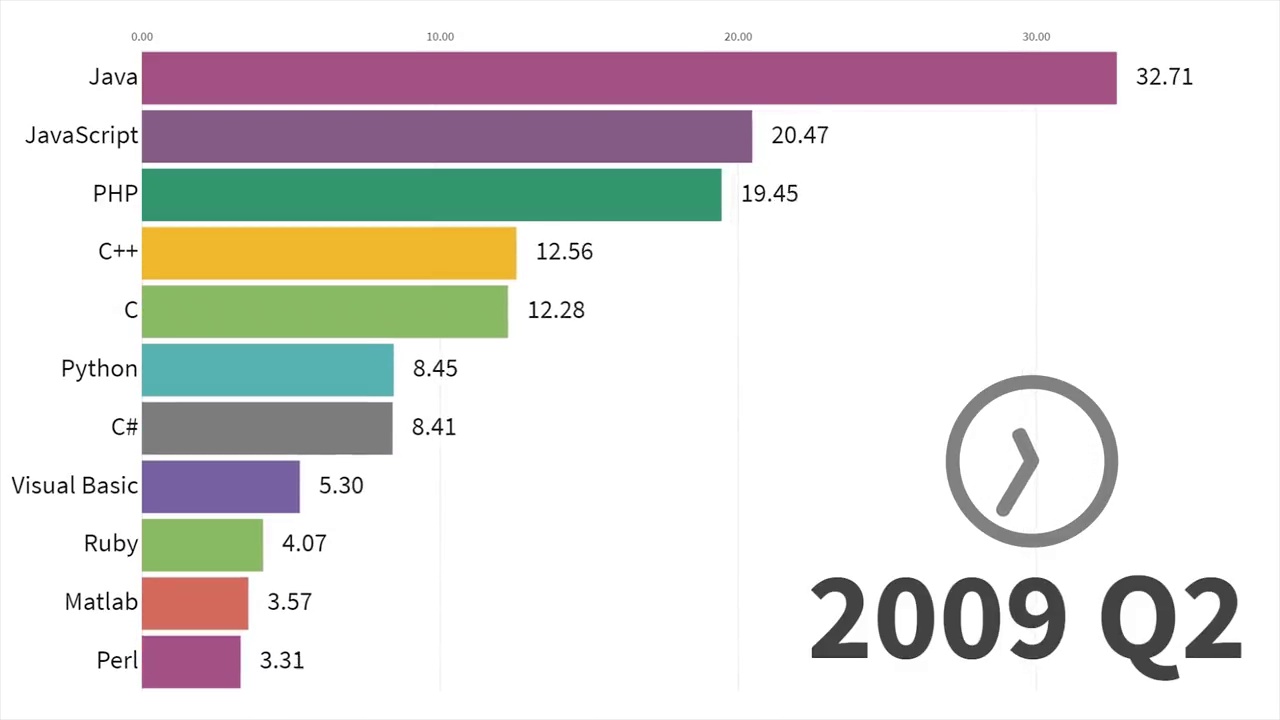 0.00 10.00 20.00 30.00
Java 32.71
JavaScript 20.47
PHP 19.45
C++ 12.56
C 12.28
Python 8.45
C# 8.41
Visual Basic 5.30
Ruby 4.07
Matlab 3.57
Perl 3.31
2009 Q2